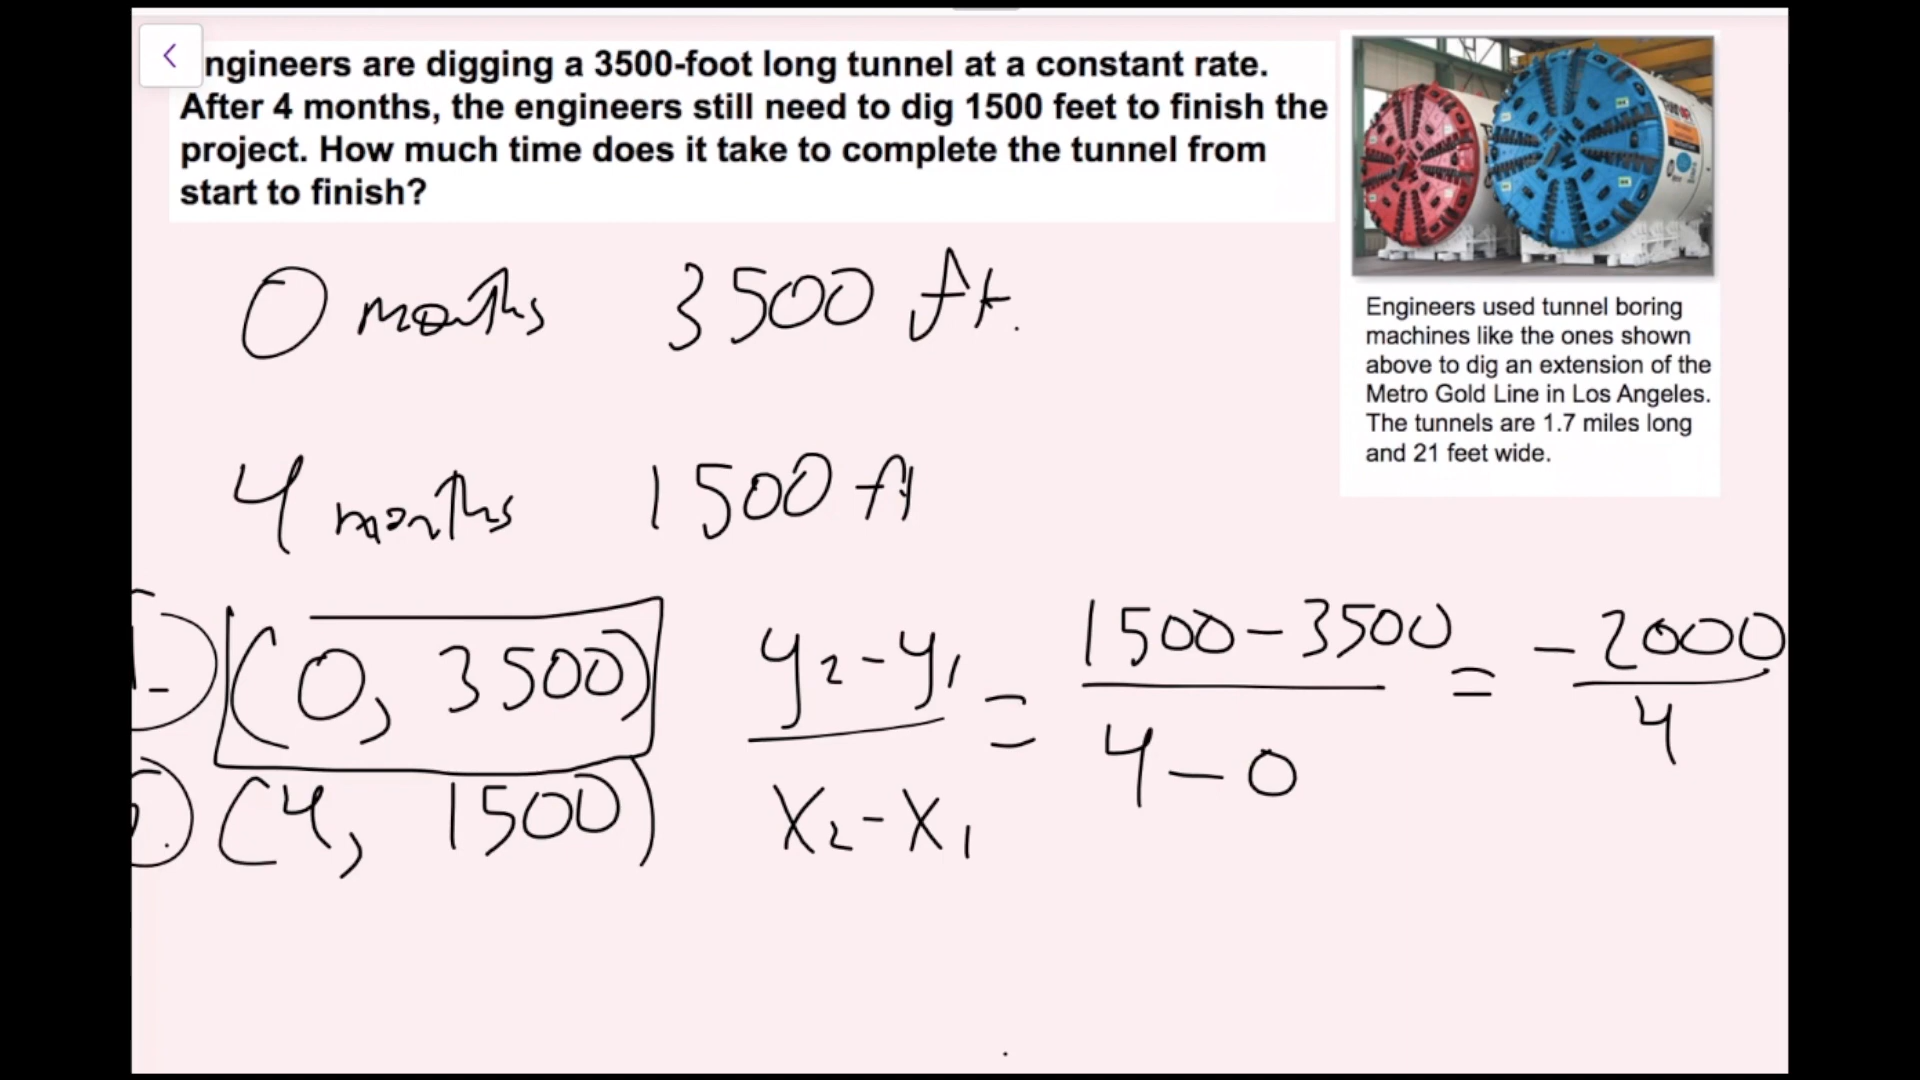 ngineers are digging a 3500-foot long tunnel at a constant rate.
After 4 months, the engineers still need to dig 1500 feet to finish the
project. How much time does it take to complete the tunnel from
start to finish?
Engineers used tunnel boring
machines like the ones shown
above to dig an extension of the
Metro Gold Line in Los Angeles.
The tunnels are 1.7 miles long
and 21 feet wide.
0 months 3500 ft.
4 months 1500 ft
(0, 3500)
(4, 1500)
y2-y1
x2-x1
=
1500-3500
4-0
=
-2000
4